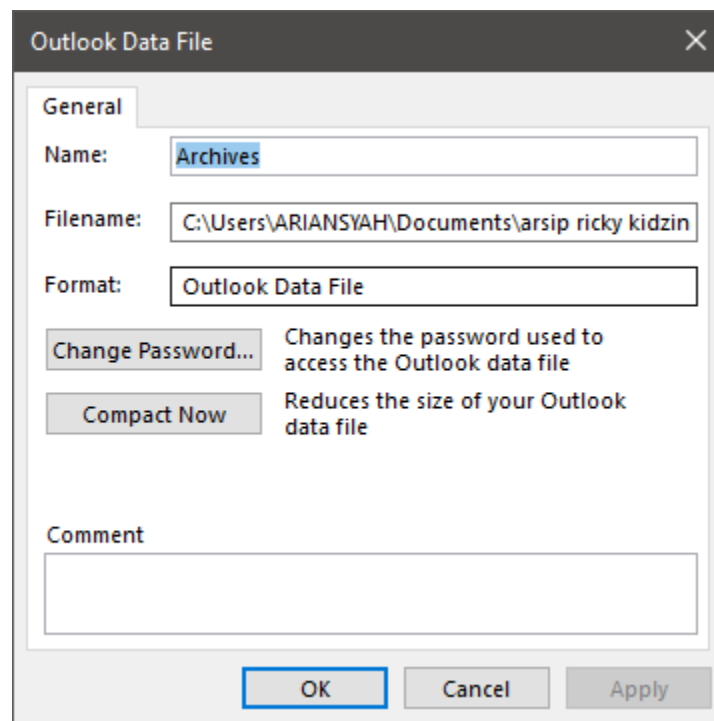 Outlook Data File
General
Name: Archives
Filename: C:\Users\ARIANSYAH\Documents\arsip ricky kidzin
Format: Outlook Data File
Change Password... Changes the password used to
access the Outlook data file
Compact Now Reduces the size of your Outlook
data file
Comment
OK Cancel Apply